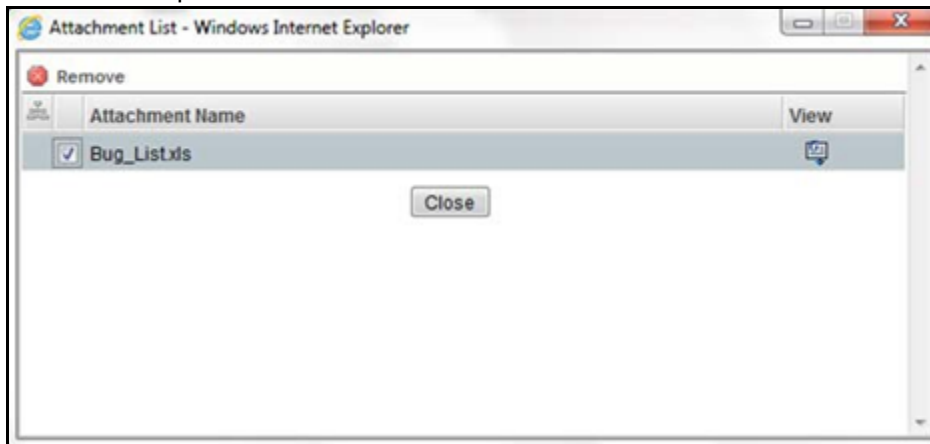 Attachment List - Windows Internet Explorer
Remove
Attachment Name View
Bug_List.xls
Close